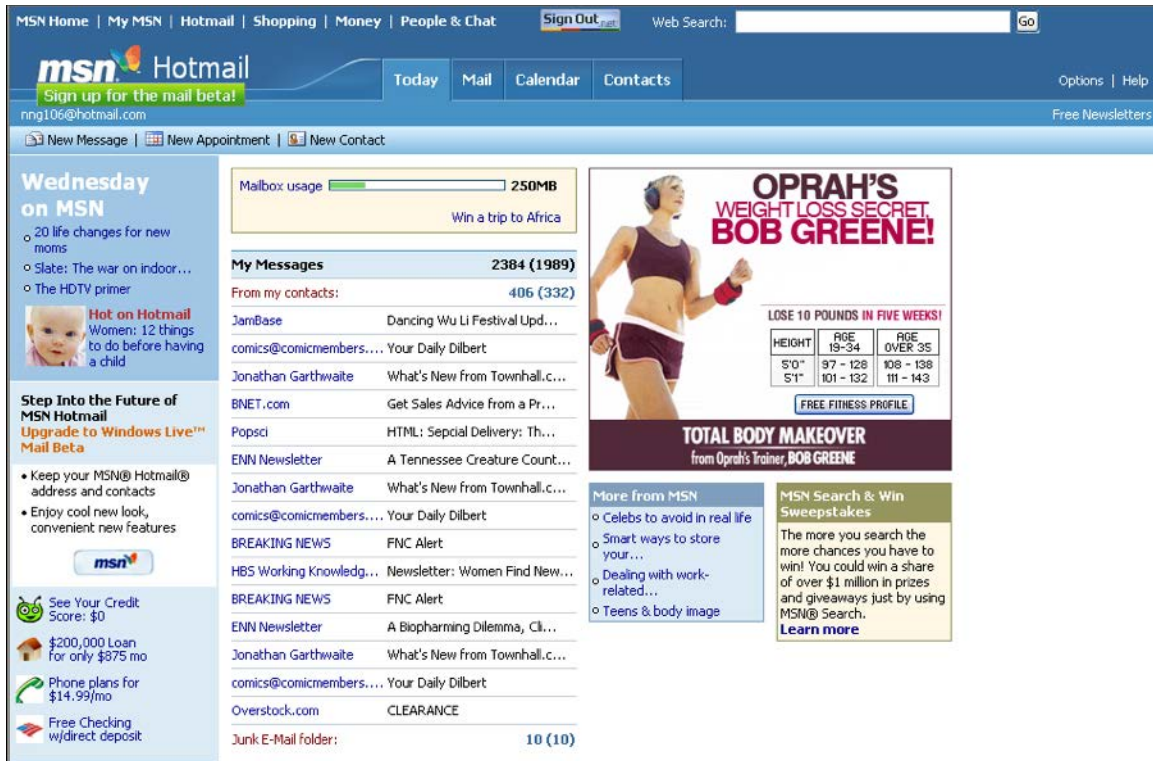 MSN Home | My MSN | Hotmail | Shopping | Money | People & Chat Sign Out.net Web Search: Go
msn Hotmail
Sign up for the mail beta!
Today Mail Calendar Contacts
Options | Help
nng106@hotmail.com Free Newsletters
New Message | New Appointment | New Contact
Wednesday
on MSN
20 life changes for new
moms
Slate: The war on indoor...
The HDTV primer
Hot on Hotmail
Women: 12 things
to do before having
a child
Step Into the Future of
MSN Hotmail
Upgrade to Windows Live™
Mail Beta
• Keep your MSN® Hotmail®
address and contacts
• Enjoy cool new look,
convenient new features
msn
See Your Credit
Score: $0
$200,000 Loan
for only $875 mo
Phone plans for
$14.99/mo
Free Checking
w/direct deposit
Mailbox usage 250MB
Win a trip to Africa
My Messages 2384 (1989)
From my contacts: 406 (332)
JamBase Dancing Wu Li Festival Upd...
comics@comicmembers.... Your Daily Dilbert
Jonathan Garthwaite What's New from Townhall.c...
BNET.com Get Sales Advice from a Pr...
Popsci HTML: Sepcial Delivery: Th...
ENN Newsletter A Tennessee Creature Count...
Jonathan Garthwaite What's New from Townhall.c...
comics@comicmembers.... Your Daily Dilbert
BREAKING NEWS FNC Alert
HBS Working Knowledg... Newsletter: Women Find New...
BREAKING NEWS FNC Alert
ENN Newsletter A Biopharming Dilemma, Cli...
Jonathan Garthwaite What's New from Townhall.c...
comics@comicmembers.... Your Daily Dilbert
Overstock.com CLEARANCE
Junk E-Mail folder: 10 (10)
OPRAH'S
WEIGHT LOSS SECRET,
BOB GREENE!
LOSE 10 POUNDS IN FIVE WEEKS!
HEIGHT AGE 19-34 AGE OVER 35
5'0" 97 - 128 108 - 138
5'1" 101 - 132 111 - 143
FREE FITNESS PROFILE
TOTAL BODY MAKEOVER
from Oprah's Trainer, BOB GREENE
More from MSN
Celebs to avoid in real life
Smart ways to store
your...
Dealing with work-
related...
Teens & body image
MSN Search & Win
Sweepstakes
The more you search the
more chances you have to
win! You could win a share
of over $1 million in prizes
and giveaways just by using
MSN® Search.
Learn more